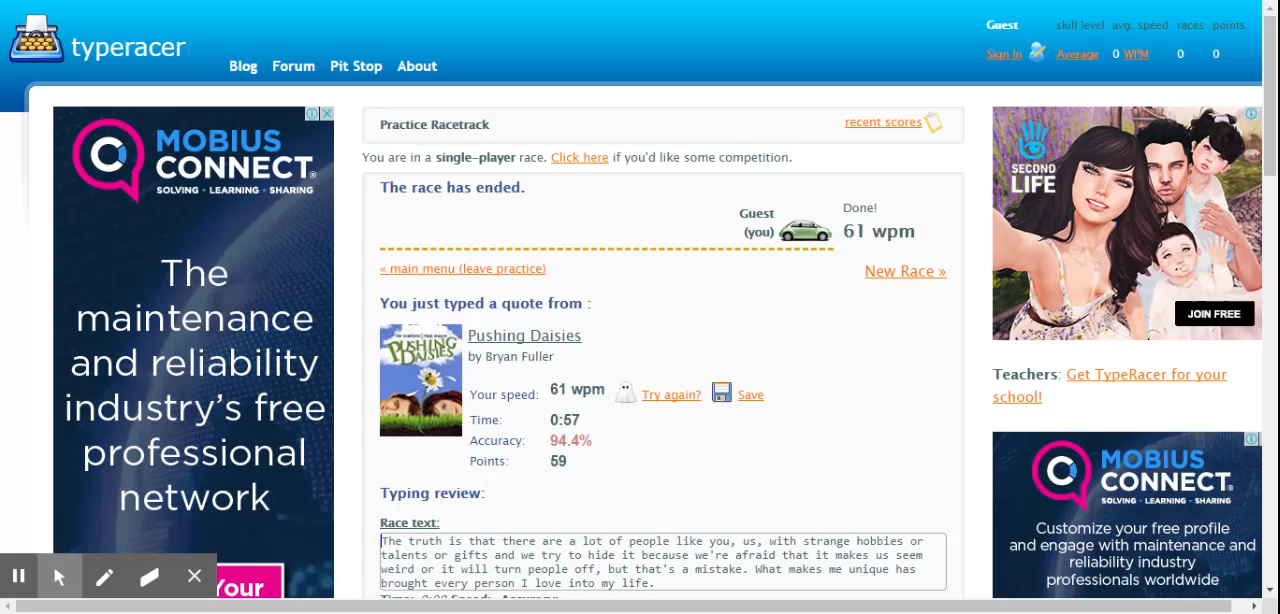 typeracer
Blog Forum Pit Stop About
Guest skill level avg. speed races points
Sign In Average 0 WPM 0 0
MOBIUS
CONNECT®
SOLVING • LEARNING • SHARING
The
maintenance
and reliability
industry's free
professional
network
Your
Practice Racetrack
recent scores
You are in a single-player race. Click here if you'd like some competition.
The race has ended.
Guest
(you)
Done!
61 wpm
« main menu (leave practice)
New Race »
You just typed a quote from :
PUSHING
DAISIES
Pushing Daisies
by Bryan Fuller
Your speed: 61 wpm Try again? Save
Time: 0:57
Accuracy: 94.4%
Points: 59
Typing review:
Race text:
The truth is that there are a lot of people like you, us, with strange hobbies or
talents or gifts and we try to hide it because we're afraid that it makes us seem
weird or it will turn people off, but that's a mistake. What makes me unique has
brought every person I love into my life.
Time: 0:00 Speed: Accuracy:
SECOND
LIFE
JOIN FREE
Teachers: Get TypeRacer for your
school!
MOBIUS
CONNECT®
SOLVING • LEARNING • SHARING
Customize your free profile
and engage with maintenance and
reliability industry
professionals worldwide